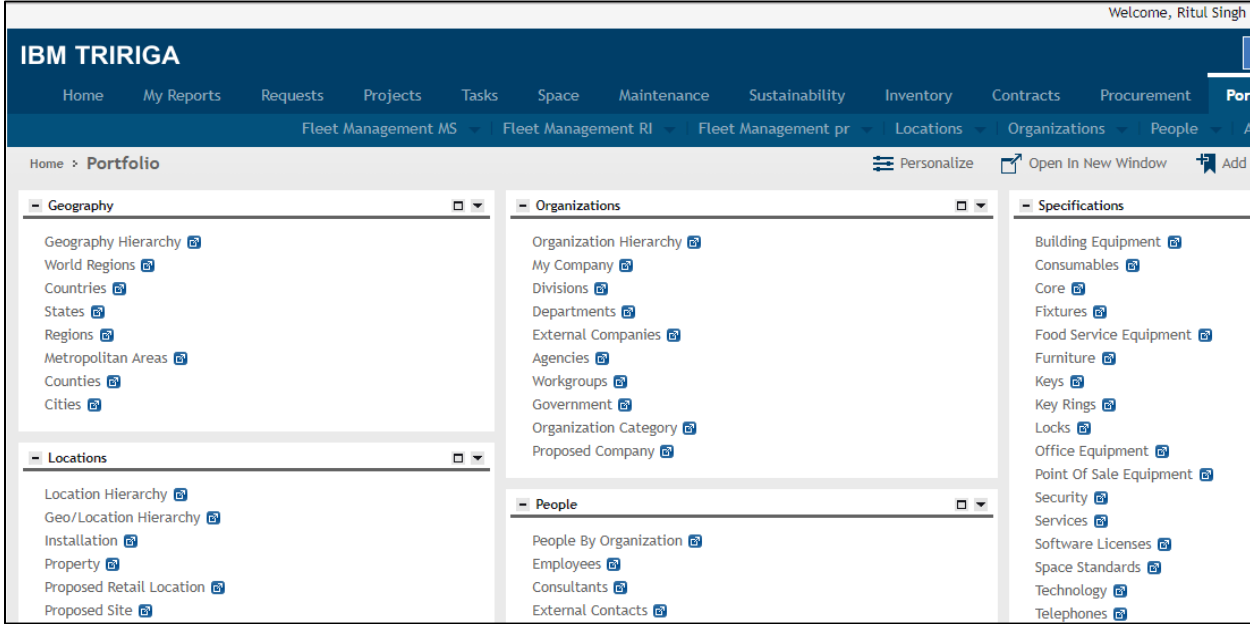 Welcome, Ritul Singh
IBM TRIRIGA
Home My Reports Requests Projects Tasks Space Maintenance Sustainability Inventory Contracts Procurement Por
Fleet Management MS Fleet Management RI Fleet Management pr Locations Organizations People A
Home > Portfolio Personalize Open In New Window Add
Geography
Geography Hierarchy
World Regions
Countries
States
Regions
Metropolitan Areas
Counties
Cities
Locations
Location Hierarchy
Geo/Location Hierarchy
Installation
Property
Proposed Retail Location
Proposed Site
Organizations
Organization Hierarchy
My Company
Divisions
Departments
External Companies
Agencies
Workgroups
Government
Organization Category
Proposed Company
People
People By Organization
Employees
Consultants
External Contacts
Specifications
Building Equipment
Consumables
Core
Fixtures
Food Service Equipment
Furniture
Keys
Key Rings
Locks
Office Equipment
Point Of Sale Equipment
Security
Services
Software Licenses
Space Standards
Technology
Telephones